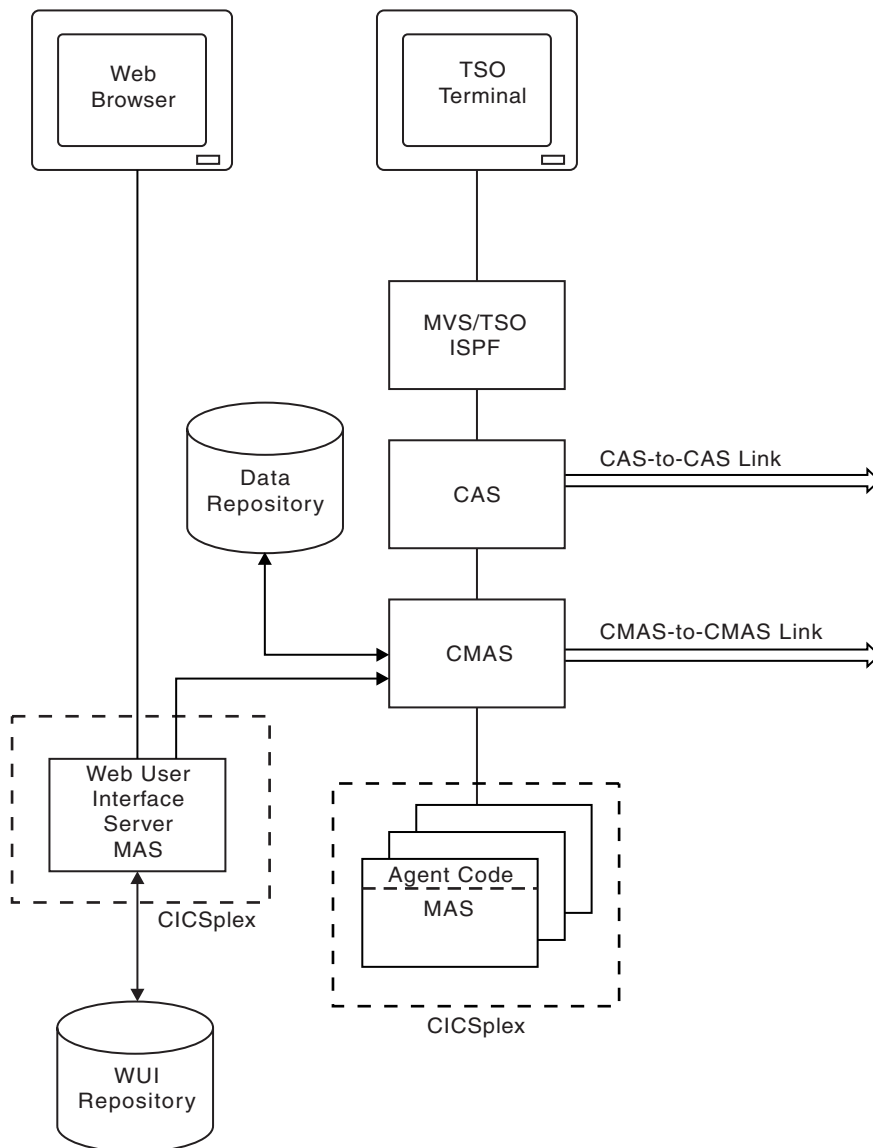 Web
Browser
TSO
Terminal
MVS/TSO
ISPF
Data
Repository
CAS
CAS-to-CAS Link
CMAS
CMAS-to-CMAS Link
Web User
Interface
Server
MAS
CICSplex
Agent Code
MAS
CICSplex
WUI
Repository